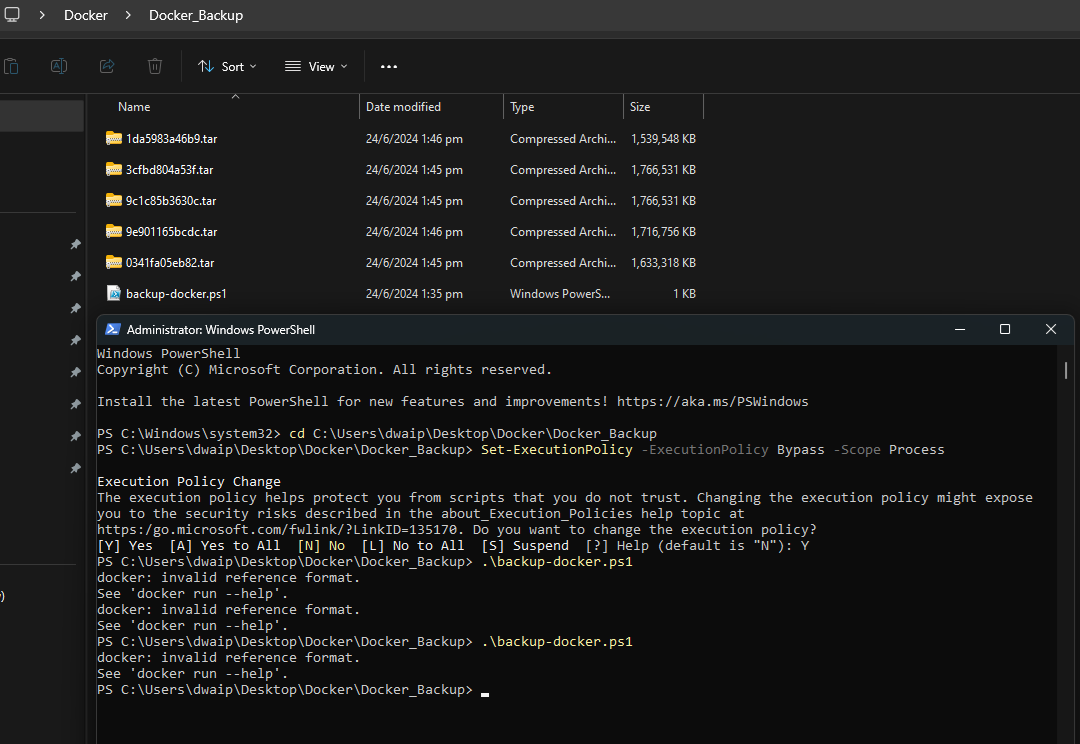 Docker Docker_Backup
Sort View
Name Date modified Type Size
1da5983a46b9.tar 24/6/2024 1:46 pm Compressed Archi... 1,539,548 KB
3cfbd804a53f.tar 24/6/2024 1:45 pm Compressed Archi... 1,766,531 KB
9c1c85b3630c.tar 24/6/2024 1:45 pm Compressed Archi... 1,766,531 KB
9e901165bcdc.tar 24/6/2024 1:46 pm Compressed Archi... 1,716,756 KB
0341fa05eb82.tar 24/6/2024 1:45 pm Compressed Archi... 1,633,318 KB
backup-docker.ps1 24/6/2024 1:35 pm Windows PowerS... 1 KB
Administrator: Windows PowerShell
Windows PowerShell
Copyright (C) Microsoft Corporation. All rights reserved.
Install the latest PowerShell for new features and improvements! https://aka.ms/PSWindows
PS C:\Windows\system32> cd C:\Users\dwaip\Desktop\Docker\Docker_Backup
PS C:\Users\dwaip\Desktop\Docker\Docker_Backup> Set-ExecutionPolicy -ExecutionPolicy Bypass -Scope Process
Execution Policy Change
The execution policy helps protect you from scripts that you do not trust. Changing the execution policy might expose
you to the security risks described in the about_Execution_Policies help topic at
https:/go.microsoft.com/fwlink/?LinkID=135170. Do you want to change the execution policy?
[Y] Yes [A] Yes to All [N] No [L] No to All [S] Suspend [?] Help (default is "N"): Y
PS C:\Users\dwaip\Desktop\Docker\Docker_Backup> .\backup-docker.ps1
docker: invalid reference format.
See 'docker run --help'.
docker: invalid reference format.
See 'docker run --help'.
PS C:\Users\dwaip\Desktop\Docker\Docker_Backup> .\backup-docker.ps1
docker: invalid reference format.
See 'docker run --help'.
PS C:\Users\dwaip\Desktop\Docker\Docker_Backup>